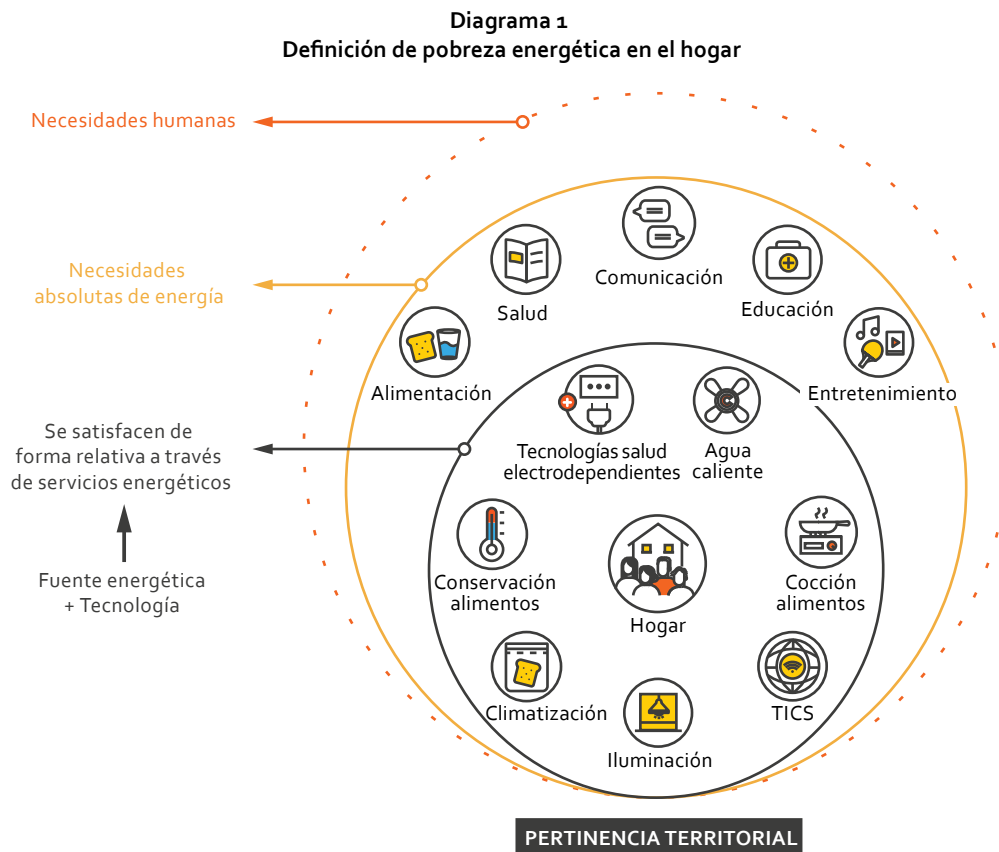 Diagrama 1
Definición de pobreza energética en el hogar
Necesidades humanas
Necesidades
absolutas de energía
Se satisfacen de
forma relativa a través
de servicios energéticos
Fuente energética
+ Tecnología
Comunicación
Salud
Educación
Alimentación
Entretenimiento
Tecnologías salud
electrodependientes
Agua
caliente
Conservación
alimentos
Hogar
Cocción
alimentos
Climatización
Iluminación
TICS
PERTINENCIA TERRITORIAL